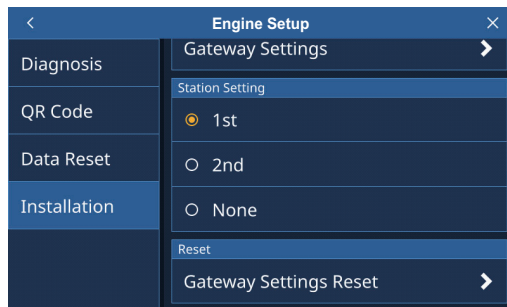 Engine Setup
Diagnosis
QR Code
Data Reset
Installation
Gateway Settings
Station Setting
1st
2nd
None
Reset
Gateway Settings Reset